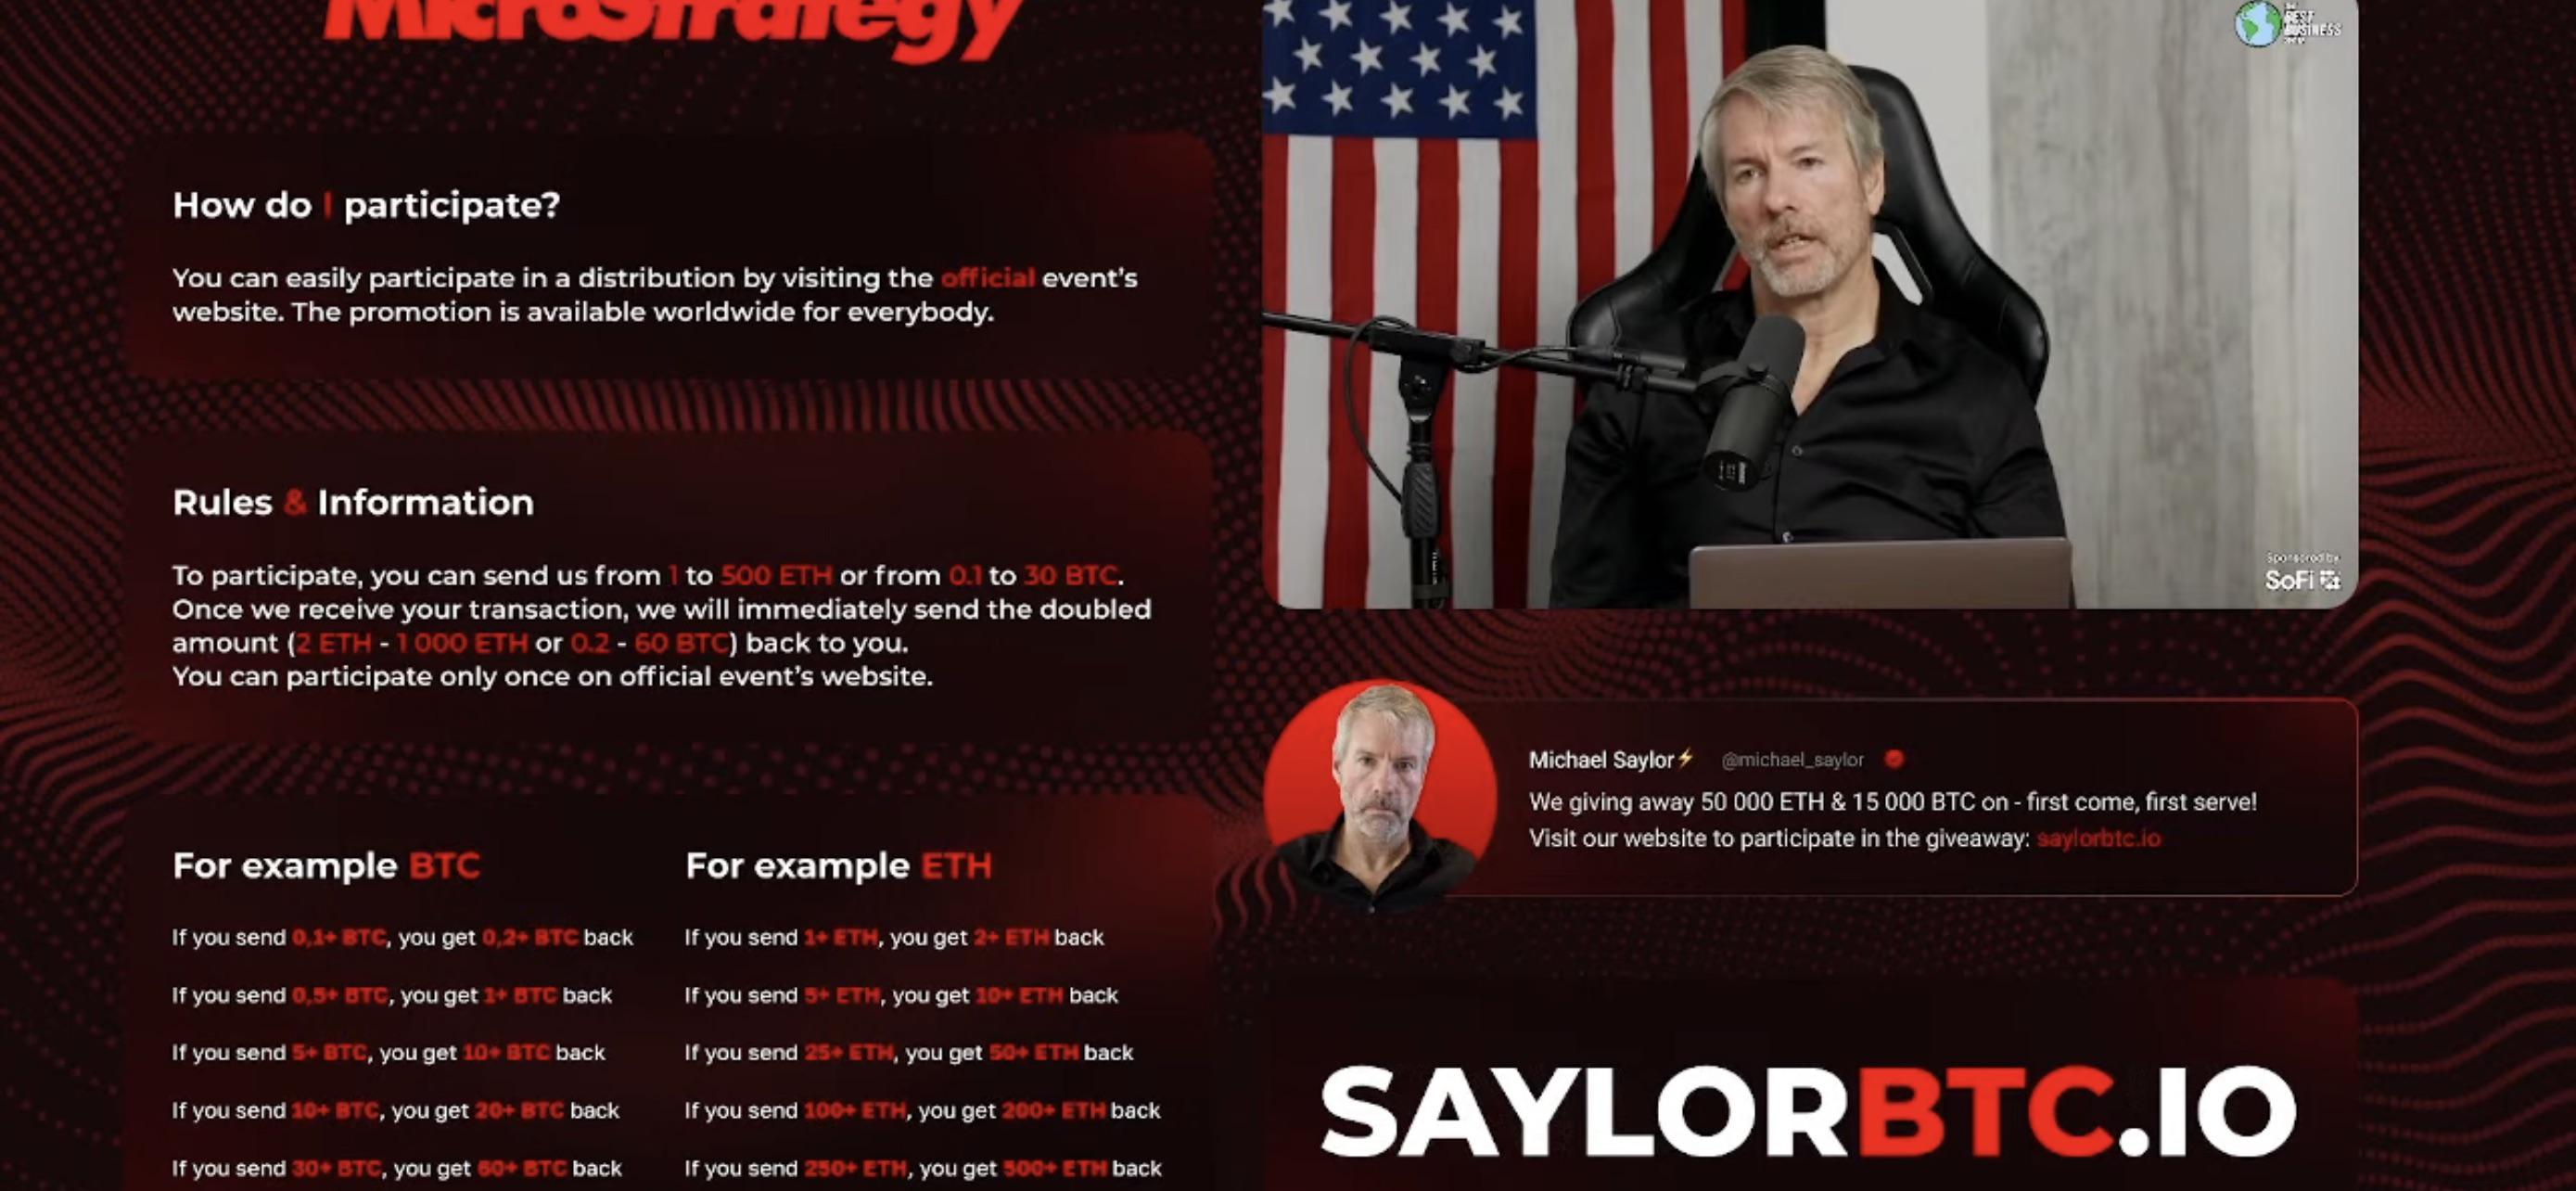 MicroStrategy
How do I participate?
You can easily participate in a distribution by visiting the official event's
website. The promotion is available worldwide for everybody.
Rules & Information
To participate, you can send us from 1 to 500 ETH or from 0.1 to 30 BTC.
Once we receive your transaction, we will immediately send the doubled
amount (2 ETH - 1 000 ETH or 0.2 - 60 BTC) back to you.
You can participate only once on official event's website.
For example BTC
If you send 0,1+ BTC, you get 0,2+ BTC back
If you send 0,5+ BTC, you get 1+ BTC back
If you send 5+ BTC, you get 10+ BTC back
If you send 10+ BTC, you get 20+ BTC back
If you send 30+ BTC, you get 60+ BTC back
For example ETH
If you send 1+ ETH, you get 2+ ETH back
If you send 5+ ETH, you get 10+ ETH back
If you send 25+ ETH, you get 50+ ETH back
If you send 100+ ETH, you get 200+ ETH back
If you send 250+ ETH, you get 500+ ETH back
BEST
BUSINESS
Sponsored by
SoFi
Michael Saylor⚡ @michael_saylor
We giving away 50 000 ETH & 15 000 BTC on - first come, first serve!
Visit our website to participate in the giveaway: saylorbtc.io
SAYLORBTC.IO